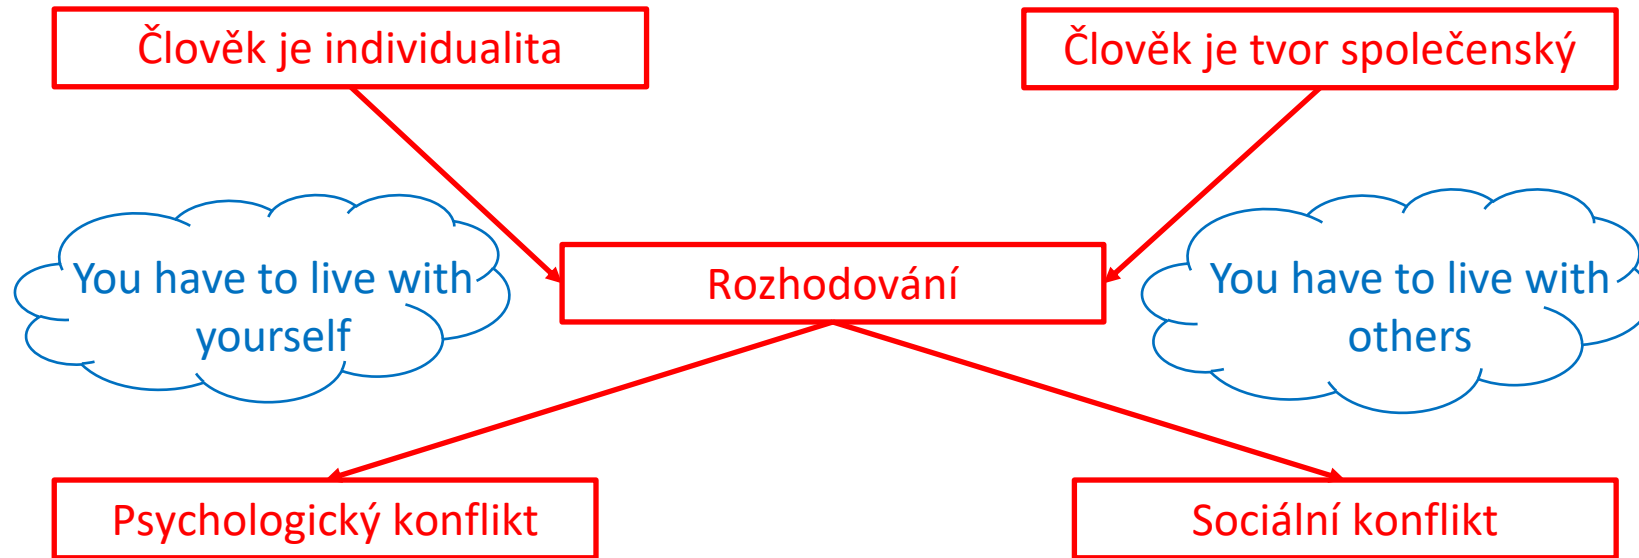 Člověk je individualita
Člověk je tvor společenský
You have to live with
yourself
Rozhodování
You have to live with
others
Psychologický konflikt
Sociální konflikt